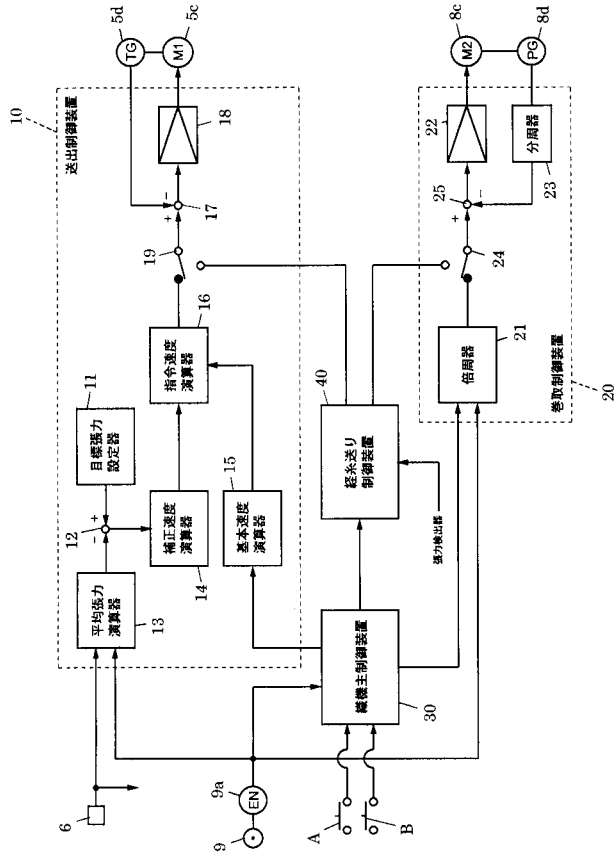 10
送出制御装置
5d
TG
5c
M1
18
−
+
17
19
16
指令速度
演算器
11
目標張力
設定器
12
−
+
補正速度
演算器
14
15
基本速度
演算器
平均張力
演算器
13
6
9a
EN
9
A
B
織機主制御装置
30
40
経糸送り
制御装置
張力検出器
8c
M2
8d
PG
22
分周器
23
25
−
+
24
21
倍周器
巻取制御装置
20